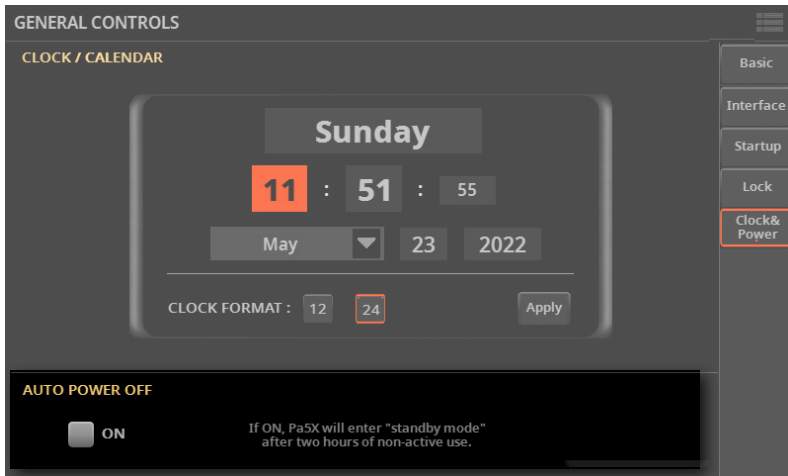 GENERAL CONTROLS
CLOCK / CALENDAR
Basic
Interface
Startup
Lock
Clock&
Power
Sunday
11 : 51 : 55
May 23 2022
CLOCK FORMAT : 12 24 Apply
AUTO POWER OFF
ON
If ON, Pa5X will enter "standby mode"
after two hours of non-active use.